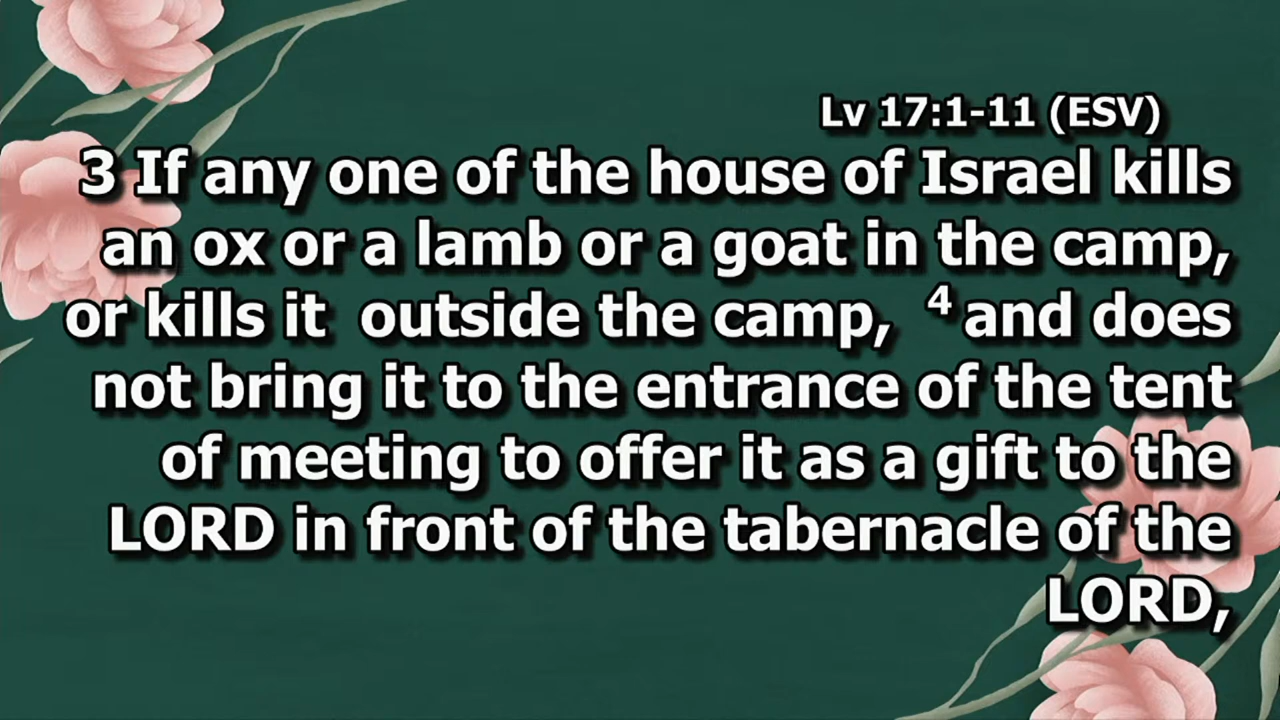 Lv 17:1-11 (ESV)
3 If any one of the house of Israel kills
an ox or a lamb or a goat in the camp,
or kills it  outside the camp,  ⁴ and does
not bring it to the entrance of the tent
of meeting to offer it as a gift to the
LORD in front of the tabernacle of the
LORD,